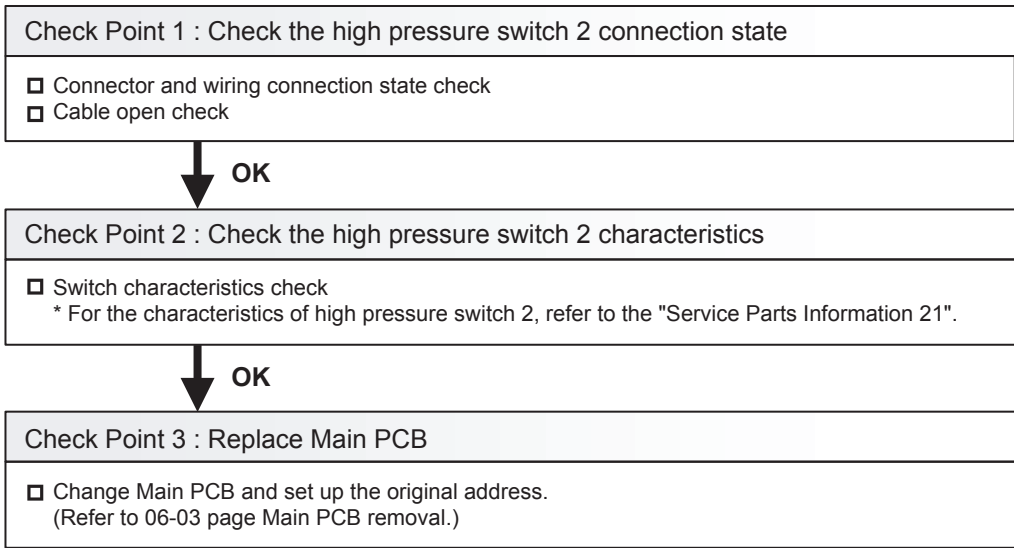 Check Point 1 : Check the high pressure switch 2 connection state
☐ Connector and wiring connection state check
☐ Cable open check
OK
Check Point 2 : Check the high pressure switch 2 characteristics
☐ Switch characteristics check
* For the characteristics of high pressure switch 2, refer to the "Service Parts Information 21".
OK
Check Point 3 : Replace Main PCB
☐ Change Main PCB and set up the original address.
(Refer to 06-03 page Main PCB removal.)